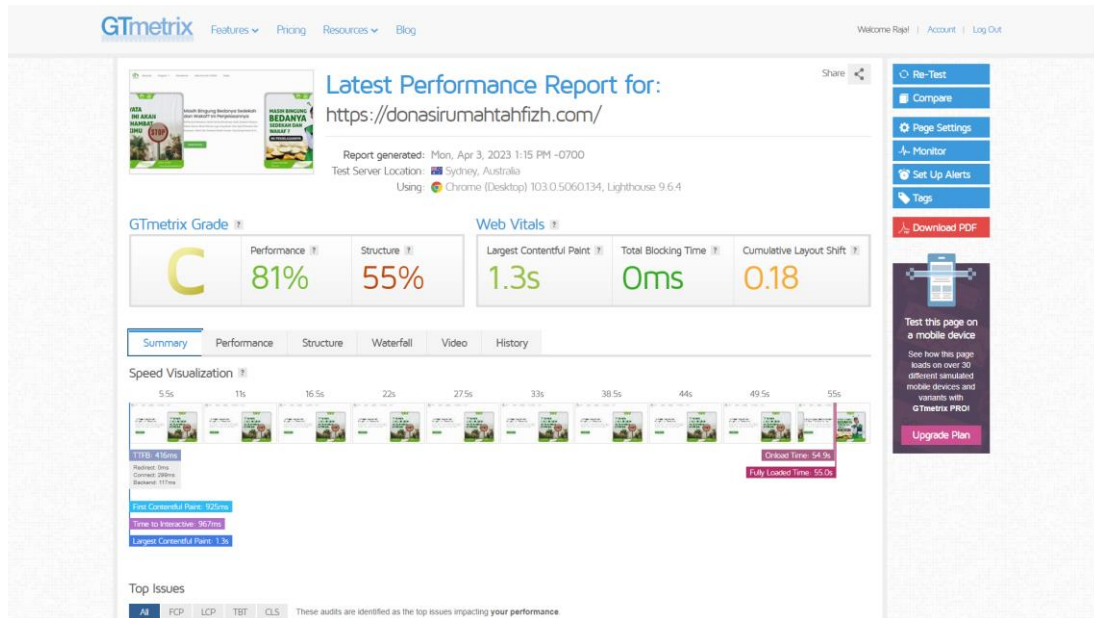 GTmetrix Features Pricing Resources Blog
Welcome Raja! | Account | Log Out
Latest Performance Report for:
https://donasirumahtahfizh.com/
Share
Report generated: Mon, Apr 3, 2023 1:15 PM -0700
Test Server Location: Sydney, Australia
Using: Chrome (Desktop) 103.0.5060.134, Lighthouse 9.6.4
MASIH BINGUNG
BEDANYA
SEDEKAH DAN
WAKAF ?
STOP
Re-Test
Compare
Page Settings
Monitor
Set Up Alerts
Tags
Download PDF
GTmetrix Grade ?
Web Vitals ?
C
Performance ?
81%
Structure ?
55%
Largest Contentful Paint ?
1.3s
Total Blocking Time ?
0ms
Cumulative Layout Shift ?
0.18
Test this page on
a mobile device
See how this page
loads on over 30
different simulated
mobile devices and
variants with
GTmetrix PRO!
Upgrade Plan
Summary Performance Structure Waterfall Video History
Speed Visualization ?
5.5s 11s 16.5s 22s 27.5s 33s 38.5s 44s 49.5s 55s
TTFB: 416ms
Redirect: 0ms
Connect: 299ms
Backend: 117ms
Onload Time: 54.9s
Fully Loaded Time: 55.0s
First Contentful Paint: 925ms
Time to Interactive: 967ms
Largest Contentful Paint: 1.3s
Top Issues
All FCP LCP TBT CLS These audits are identified as the top issues impacting your performance.